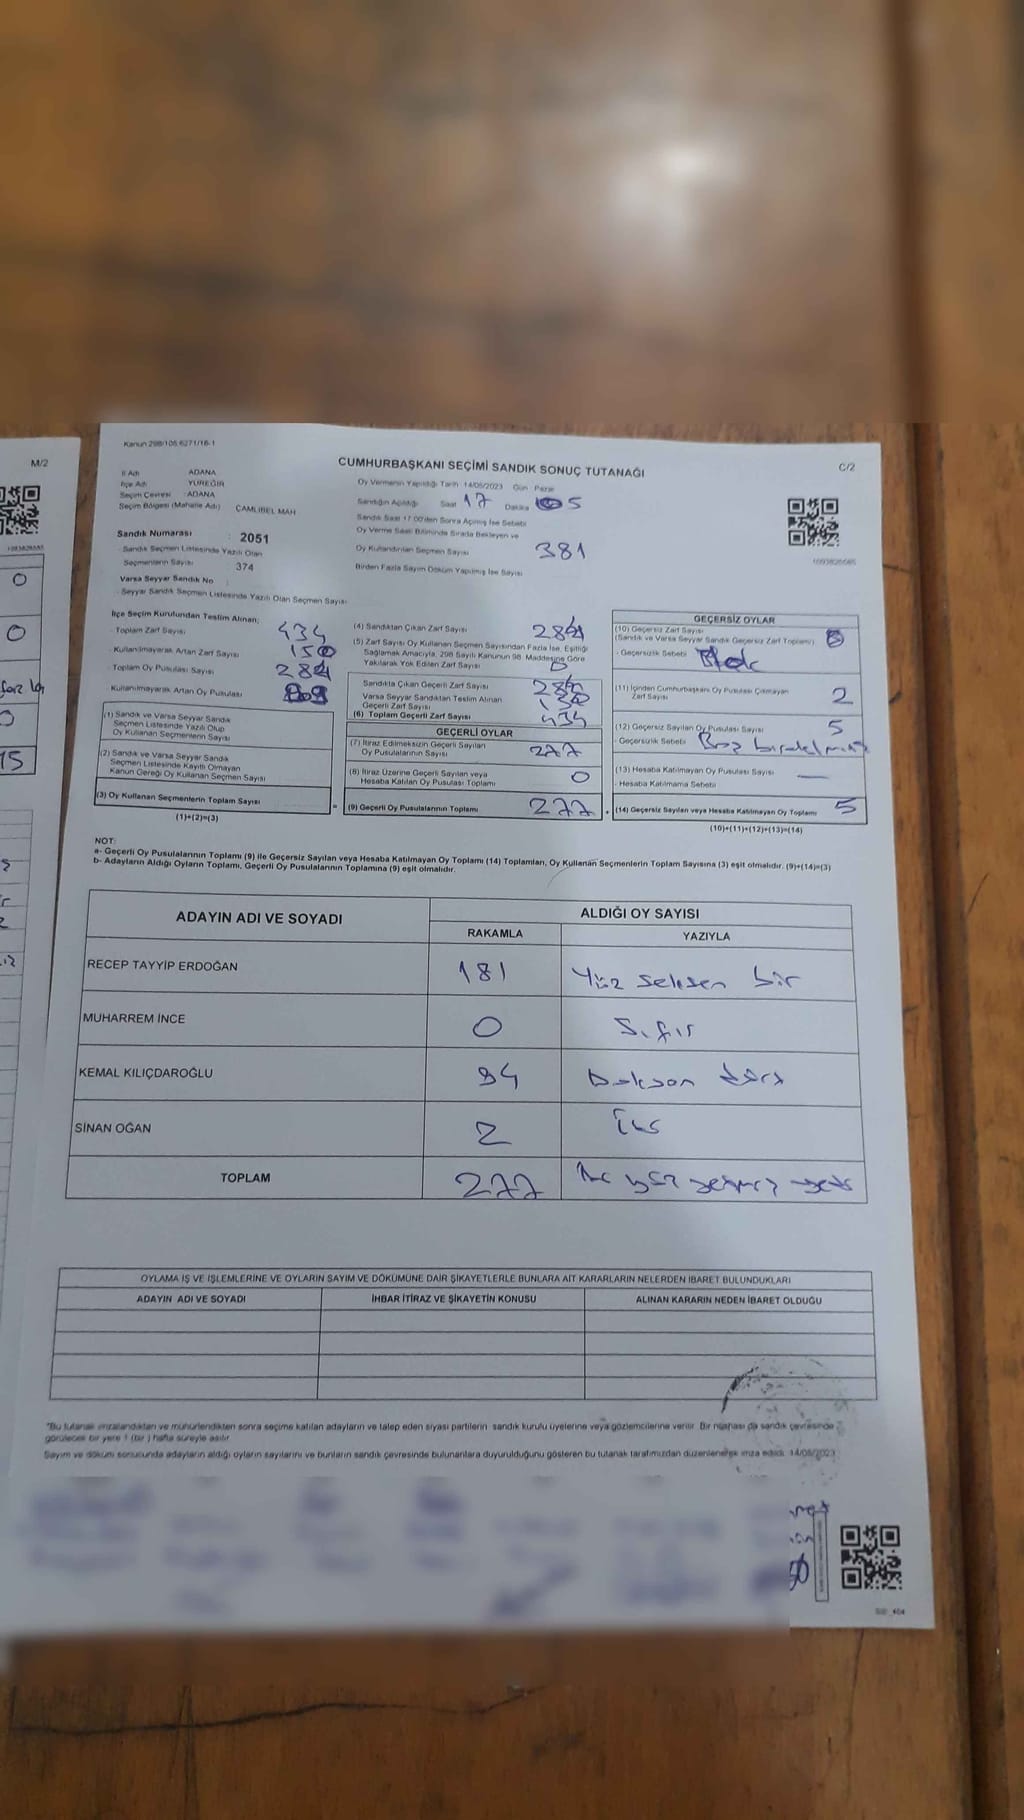 Kanun 298/105 6271/16-1
M/2
CUMHURBAŞKANI SEÇİMİ SANDIK SONUÇ TUTANAĞI
C/2
İl Adı ADANA
İlçe Adı YÜREĞİR
Seçim Çevresi : ADANA
Seçim Bölgesi (Mahalle Adı) ÇAMLIBEL MAH
Sandık Numarası : 2051
Sandık Seçmen Listesinde Yazılı Olan
Seçmenlerin Sayısı 374
Varsa Seyyar Sandık No :
Seyyar Sandık Seçmen Listesinde Yazılı Olan Seçmen Sayısı
Oy Vermenin Yapıldığı Tarih : 14/05/2023 Gün Pazar
Sandığın Açıldığı Saat 17 Dakika 5
Sandık Saat 17.00'den Sonra Açılmış İse Sebebi
Oy Verme Saati Bitiminde Sırada Bekleyen ve
Oy Kullandırılan Seçmen Sayısı 381
Birden Fazla Sayım Döküm Yapılmış İse Sayısı
İlçe Seçim Kurulundan Teslim Alınan;
- Toplam Zarf Sayısı 434
- Kullanılmayarak Artan Zarf Sayısı 150
- Toplam Oy Pusulası Sayısı
- Kullanılmayarak Artan Oy Pusulası
(1) Sandık ve Varsa Seyyar Sandık
Seçmen Listesinde Yazılı Olup
Oy Kullanan Seçmenlerin Sayısı
(2) Sandık ve Varsa Seyyar Sandık
Seçmen Listesinde Kayıtlı Olmayan
Kanun Gereği Oy Kullanan Seçmen Sayısı
(3) Oy Kullanan Seçmenlerin Toplam Sayısı
(1)+(2)=(3)
(4) Sandıktan Çıkan Zarf Sayısı
(5) Zarf Sayısı Oy Kullanan Seçmen Sayısından Fazla İse, Eşitliği
Sağlamak Amacıyla, 298 Sayılı Kanunun 98. Maddesine Göre
Yakılarak Yok Edilen Zarf Sayısı 0
Sandıkta Çıkan Geçerli Zarf Sayısı
Varsa Seyyar Sandıktan Teslim Alınan
Geçerli Zarf Sayısı
(6) Toplam Geçerli Zarf Sayısı 434
GEÇERLİ OYLAR
(7) İtiraz Edilmeksizin Geçerli Sayılan
Oy Pusulalarının Sayısı 277
(8) İtiraz Üzerine Geçerli Sayılan veya
Hesaba Katılan Oy Pusulası Toplamı 0
(9) Geçerli Oy Pusulalarının Toplamı 277
GEÇERSİZ OYLAR
(10) Geçersiz Zarf Sayısı
(Sandık ve Varsa Seyyar Sandık Geçersiz Zarf Toplamı)
- Geçersizlik Sebebi
(11) İçinden Cumhurbaşkanı Oy Pusulası Çıkmayan
Zarf Sayısı 2
(12) Geçersiz Sayılan Oy Pusulası Sayısı 5
- Geçersizlik Sebebi
(13) Hesaba Katılmayan Oy Pusulası Sayısı —
- Hesaba Katılmama Sebebi
(14) Geçersiz Sayılan veya Hesaba Katılmayan Oy Toplamı 5
(10)+(11)+(12)+(13)=(14)
NOT:
a- Geçerli Oy Pusulalarının Toplamı (9) ile Geçersiz Sayılan veya Hesaba Katılmayan Oy Toplamı (14) Toplamları, Oy Kullanan Seçmenlerin Toplam Sayısına (3) eşit olmalıdır. (9)+(14)=(3)
b- Adayların Aldığı Oyların Toplamı, Geçerli Oy Pusulalarının Toplamına (9) eşit olmalıdır.
ADAYIN ADI VE SOYADI
ALDIĞI OY SAYISI
RAKAMLA YAZIYLA
RECEP TAYYİP ERDOĞAN 181 Yüz seksen bir
MUHARREM İNCE 0 Sıfır
KEMAL KILIÇDAROĞLU 94 Doksan dört
SİNAN OĞAN 2 İki
TOPLAM 277 İki yüz yetmiş yedi
OYLAMA İŞ VE İŞLEMLERİNE VE OYLARIN SAYIM VE DÖKÜMÜNE DAİR ŞİKAYETLERLE BUNLARA AİT KARARLARIN NELERDEN İBARET BULUNDUKLARI
ADAYIN ADI VE SOYADI İHBAR İTİRAZ VE ŞİKAYETİN KONUSU ALINAN KARARIN NEDEN İBARET OLDUĞU
*Bu tutanak imzalandıktan ve mühürlendikten sonra seçime katılan adayların ve talep eden siyasi partilerin sandık kurulu üyelerine veya gözlemcilerine verilir. Bir nüshası da sandık çevresinde
görülecek bir yere 1 (bir) hafta süreyle asılır.
Sayım ve döküm sonucunda adayların aldığı oyların sayılarını ve bunların sandık çevresinde bulunanlara duyurulduğunu gösteren bu tutanak tarafımızdan düzenlenerek imza edildi. 14/05/2023